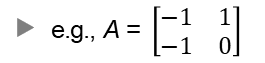 ▶ e.g., A = [−1 1
−1 0]